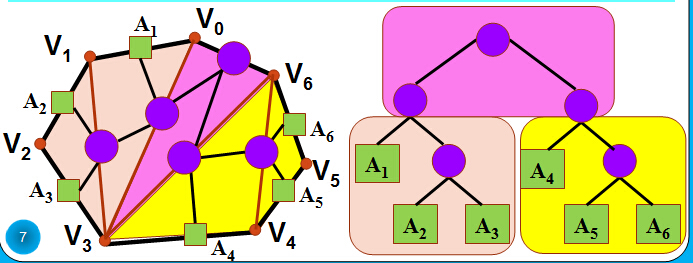 A₁
V₀
V₁
V₆
A₂
A₆
V₂
V₅
A₃
A₅
V₃
V₄
A₄
7
A₁
A₄
A₂
A₃
A₅
A₆